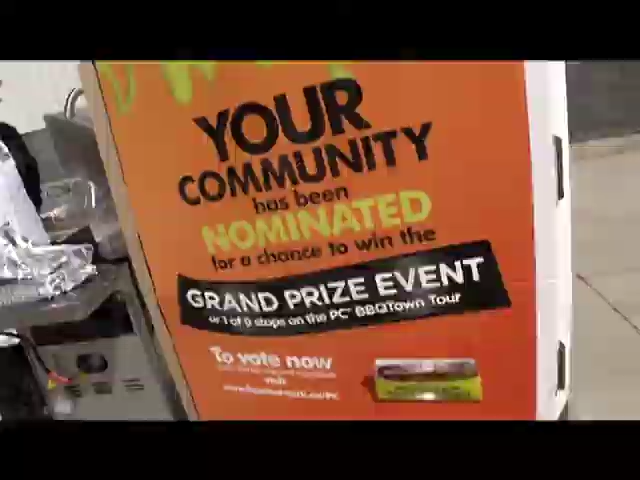 YOUR
COMMUNITY
has been
NOMINATED
for a chance to win the
GRAND PRIZE EVENT
or 1 of 9 stops on the PC® BBQTown Tour
To vote now
visit